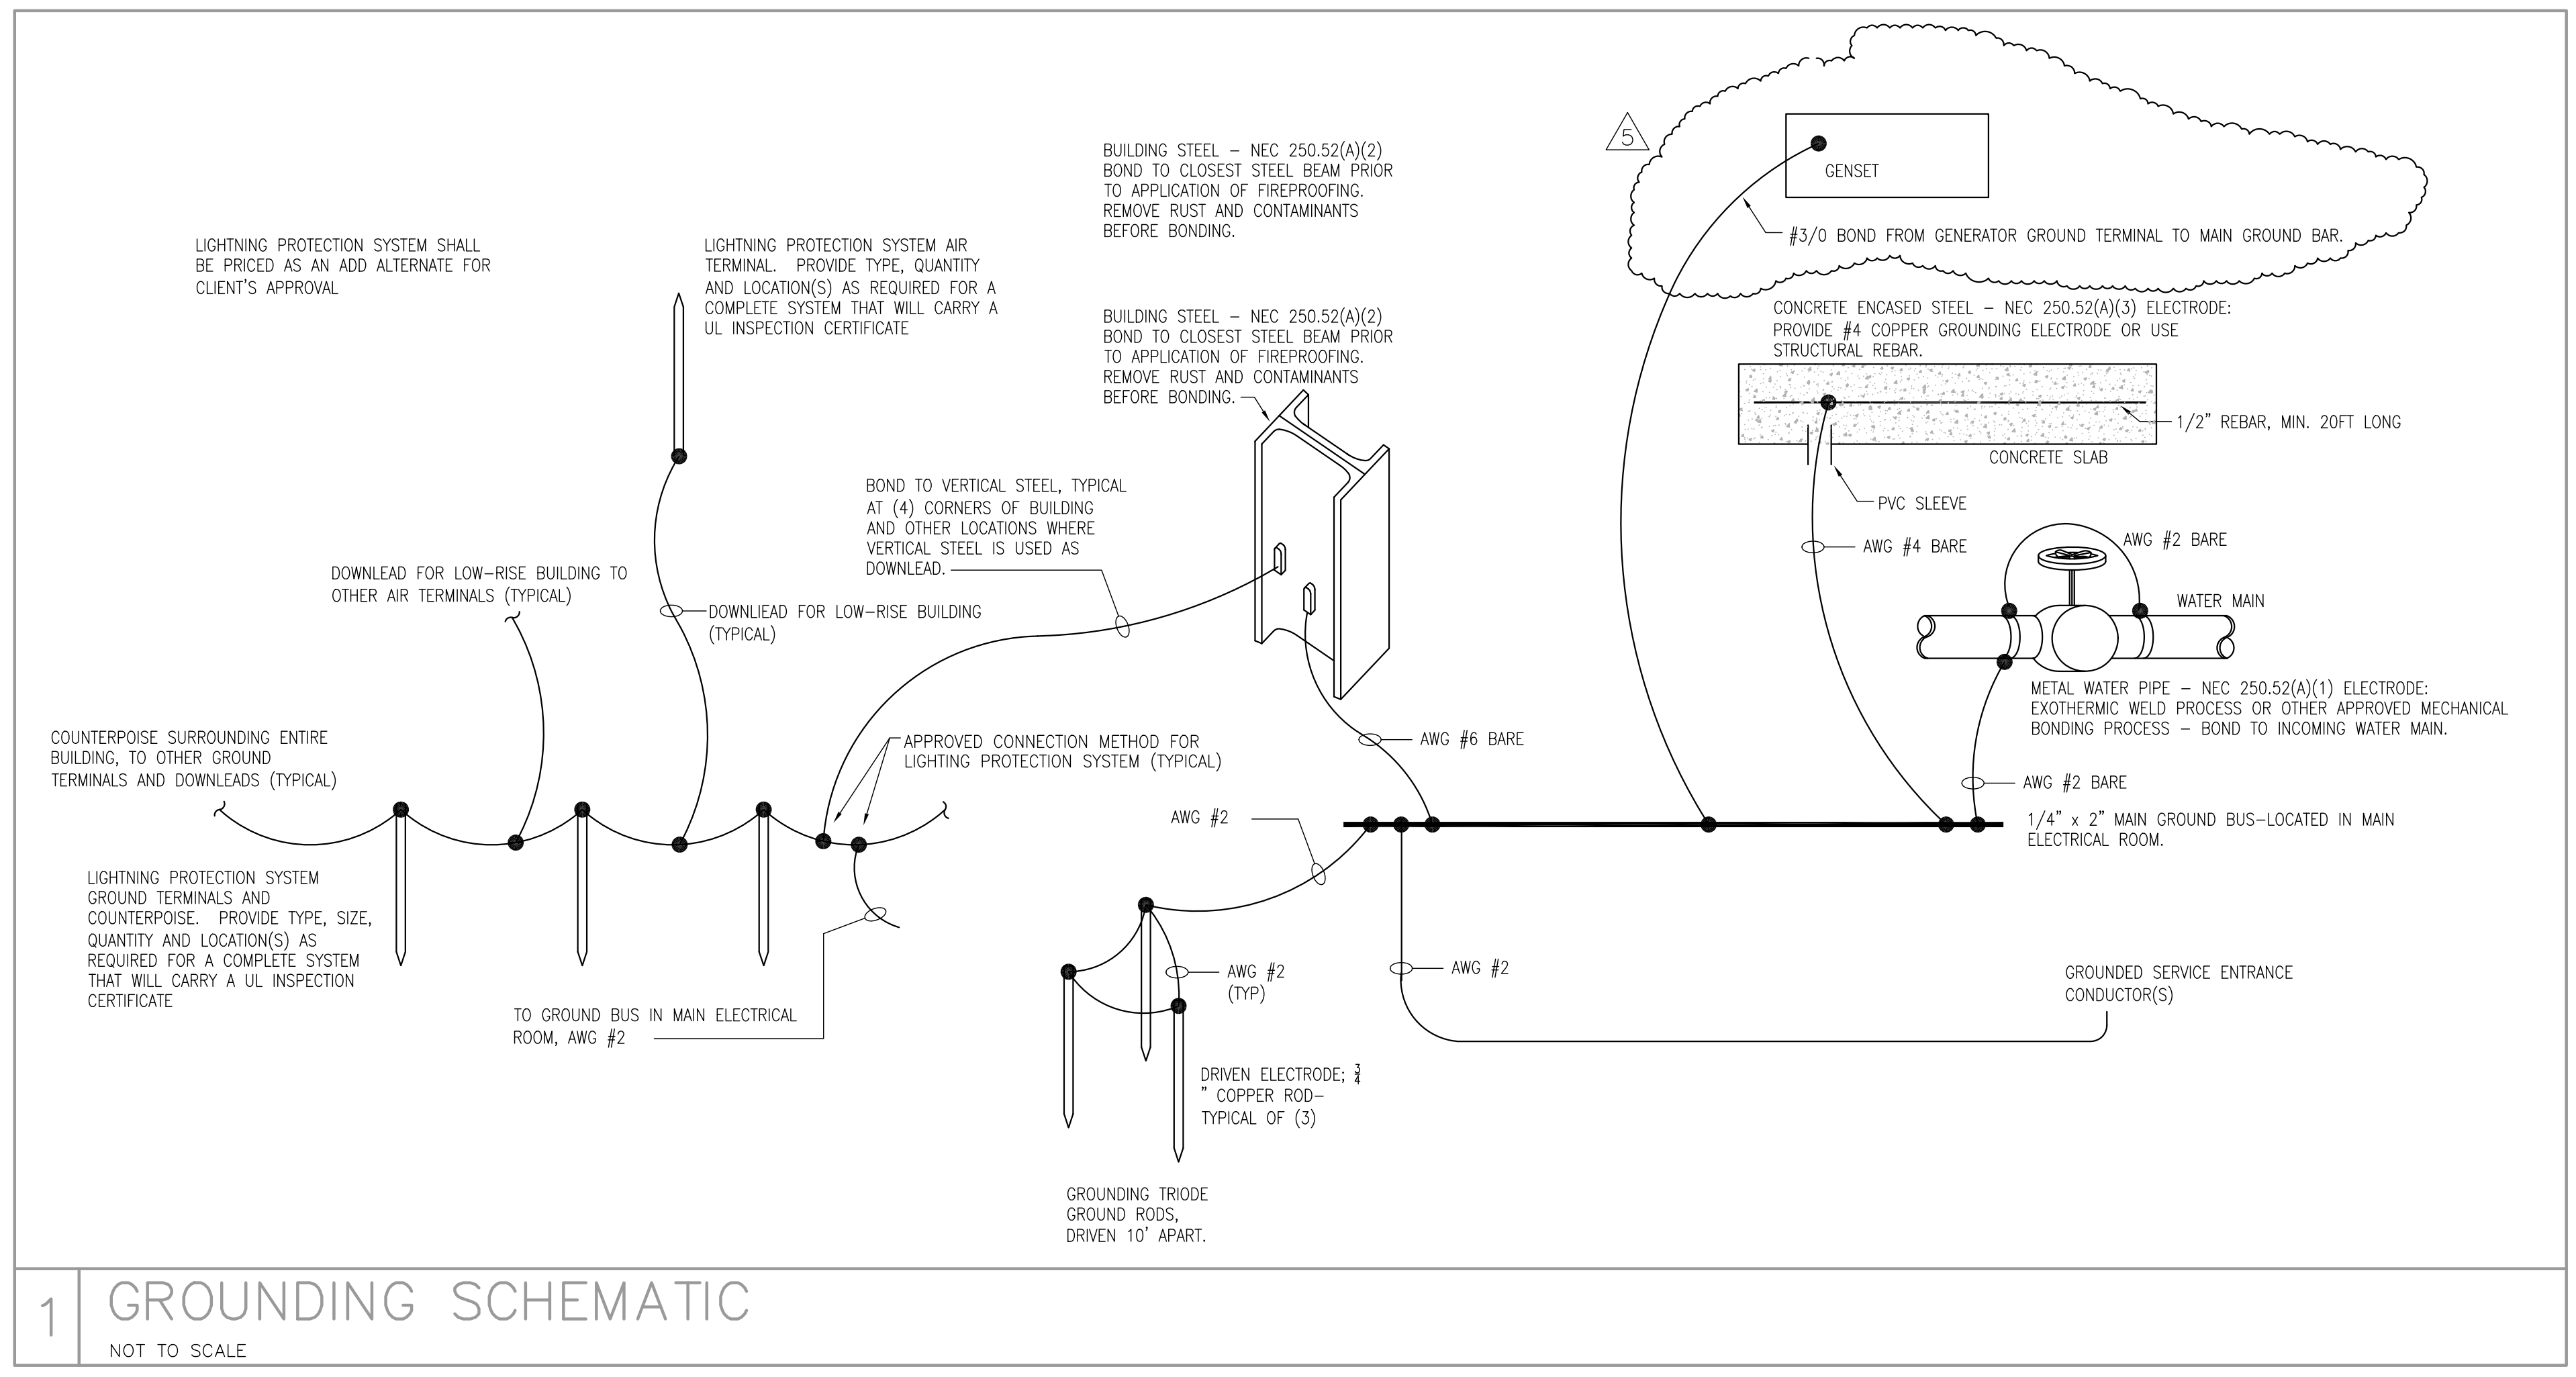 LIGHTNING PROTECTION SYSTEM SHALL
BE PRICED AS AN ADD ALTERNATE FOR
CLIENT'S APPROVAL
LIGHTNING PROTECTION SYSTEM AIR
TERMINAL. PROVIDE TYPE, QUANTITY
AND LOCATION(S) AS REQUIRED FOR A
COMPLETE SYSTEM THAT WILL CARRY A
UL INSPECTION CERTIFICATE
BUILDING STEEL – NEC 250.52(A)(2)
BOND TO CLOSEST STEEL BEAM PRIOR
TO APPLICATION OF FIREPROOFING.
REMOVE RUST AND CONTAMINANTS
BEFORE BONDING.
BUILDING STEEL – NEC 250.52(A)(2)
BOND TO CLOSEST STEEL BEAM PRIOR
TO APPLICATION OF FIREPROOFING.
REMOVE RUST AND CONTAMINANTS
BEFORE BONDING.
5
GENSET
#3/0 BOND FROM GENERATOR GROUND TERMINAL TO MAIN GROUND BAR.
CONCRETE ENCASED STEEL – NEC 250.52(A)(3) ELECTRODE:
PROVIDE #4 COPPER GROUNDING ELECTRODE OR USE
STRUCTURAL REBAR.
1/2" REBAR, MIN. 20FT LONG
CONCRETE SLAB
PVC SLEEVE
AWG #4 BARE
AWG #2 BARE
WATER MAIN
METAL WATER PIPE – NEC 250.52(A)(1) ELECTRODE:
EXOTHERMIC WELD PROCESS OR OTHER APPROVED MECHANICAL
BONDING PROCESS – BOND TO INCOMING WATER MAIN.
AWG #2 BARE
1/4" x 2" MAIN GROUND BUS–LOCATED IN MAIN
ELECTRICAL ROOM.
BOND TO VERTICAL STEEL, TYPICAL
AT (4) CORNERS OF BUILDING
AND OTHER LOCATIONS WHERE
VERTICAL STEEL IS USED AS
DOWNLEAD.
DOWNLEAD FOR LOW–RISE BUILDING TO
OTHER AIR TERMINALS (TYPICAL)
DOWNLIEAD FOR LOW–RISE BUILDING
(TYPICAL)
COUNTERPOISE SURROUNDING ENTIRE
BUILDING, TO OTHER GROUND
TERMINALS AND DOWNLEADS (TYPICAL)
APPROVED CONNECTION METHOD FOR
LIGHTING PROTECTION SYSTEM (TYPICAL)
AWG #6 BARE
AWG #2
LIGHTNING PROTECTION SYSTEM
GROUND TERMINALS AND
COUNTERPOISE. PROVIDE TYPE, SIZE,
QUANTITY AND LOCATION(S) AS
REQUIRED FOR A COMPLETE SYSTEM
THAT WILL CARRY A UL INSPECTION
CERTIFICATE
TO GROUND BUS IN MAIN ELECTRICAL
ROOM, AWG #2
AWG #2
(TYP)
AWG #2
GROUNDED SERVICE ENTRANCE
CONDUCTOR(S)
DRIVEN ELECTRODE; 3/4
" COPPER ROD–
TYPICAL OF (3)
GROUNDING TRIODE
GROUND RODS,
DRIVEN 10' APART.
1
GROUNDING SCHEMATIC
NOT TO SCALE